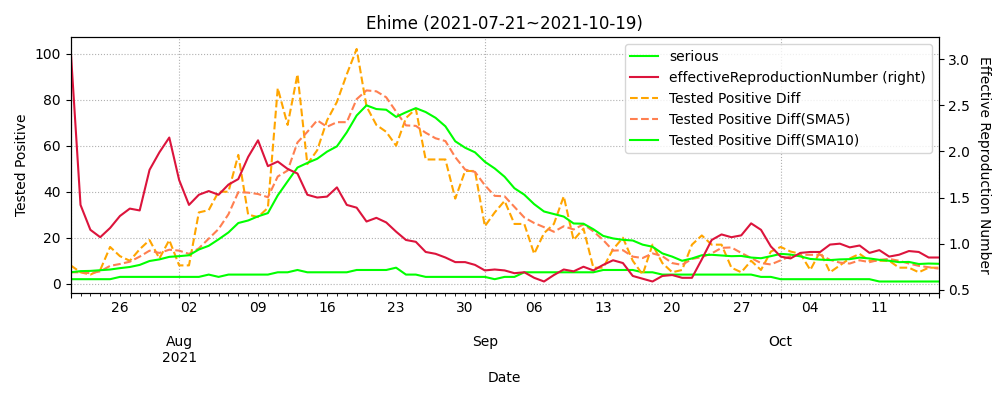 Ehime (2021-07-21~2021-10-19)
serious
effectiveReproductionNumber (right)
Tested Positive Diff
Tested Positive Diff(SMA5)
Tested Positive Diff(SMA10)
Tested Positive
100
80
60
40
20
0
3.0
2.5
2.0
1.5
1.0
0.5
Effective Reproduction Number
26 02 09 16 23 30 06 13 20 27 04 11
Aug Sep Oct
2021
Date